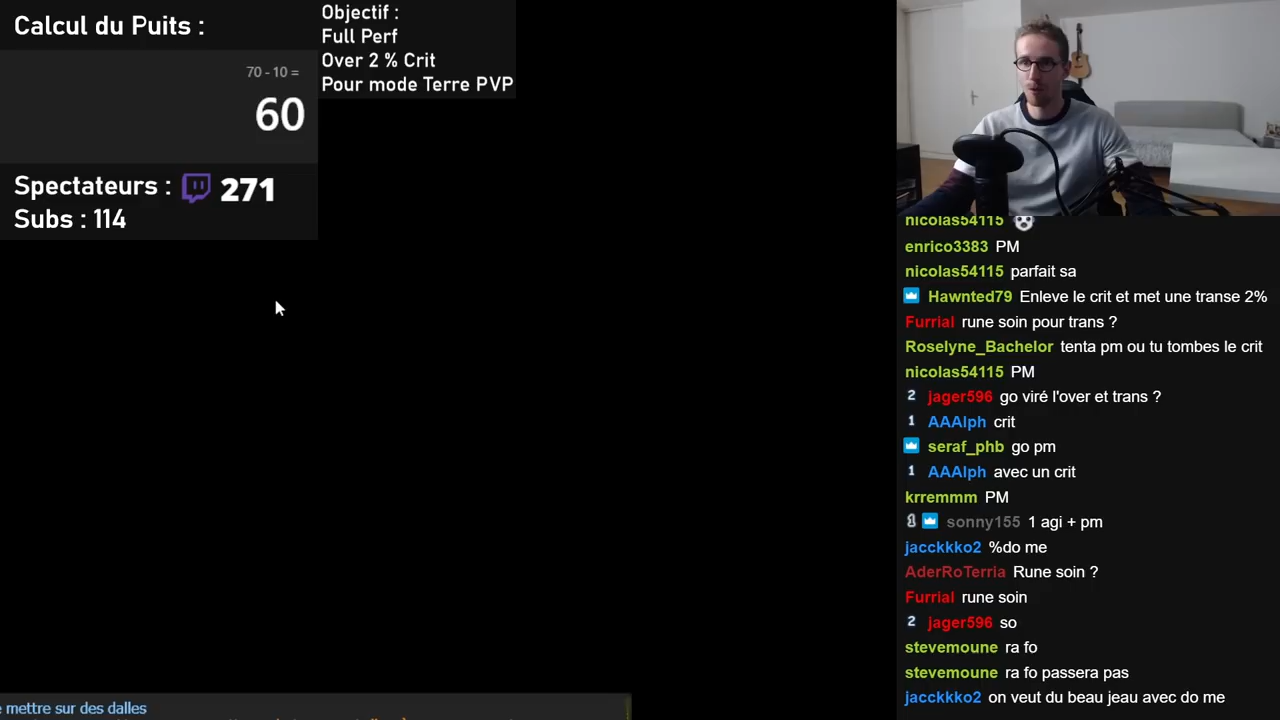 Calcul du Puits :
70 - 10 =
60
Spectateurs : 271
Subs : 114
Objectif :
Full Perf
Over 2 % Crit
Pour mode Terre PVP
nicolas54115
enrico3383 PM
nicolas54115 parfait sa
Hawnted79 Enleve le crit et met une transe 2%
Furrial rune soin pour trans ?
Roselyne_Bachelor tenta pm ou tu tombes le crit
nicolas54115 PM
2 jager596 go viré l'over et trans ?
1 AAAlph crit
seraf_phb go pm
1 AAAlph avec un crit
krremmm PM
sonny155 1 agi + pm
jacckkko2 %do me
AderRoTerria Rune soin ?
Furrial rune soin
2 jager596 so
stevemoune ra fo
stevemoune ra fo passera pas
jacckkko2 on veut du beau jeau avec do me
e mettre sur des dalles